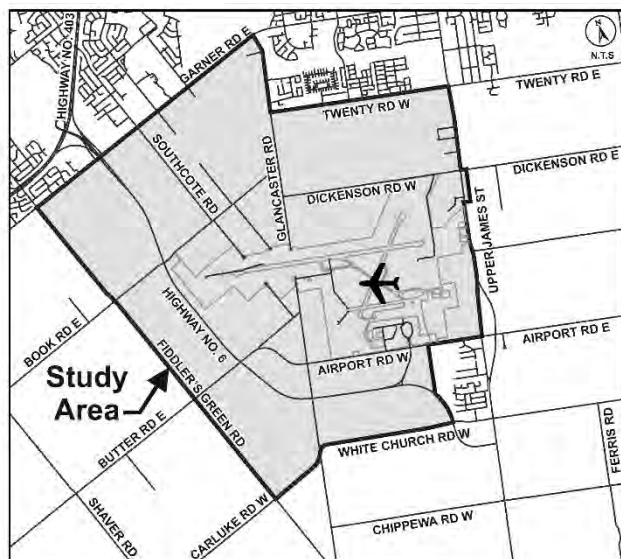 CHIGHWAY NO. 403
GARNER RD E
N
N.T.S
TWENTY RD E
TWENTY RD W
SOUTHCOTE RD
GLANCASTER RD
DICKENSON RD E
DICKENSON RD W
UPPER JAMES ST
HIGHWAY NO. 6
BOOK RD E
AIRPORT RD E
AIRPORT RD W
Study
Area
FIDDLER'S GREEN RD
BUTTER RD E
WHITE CHURCH RD W
FERRIS RD
SHAVER RD
CARLUKE RD W
CHIPPEWA RD W